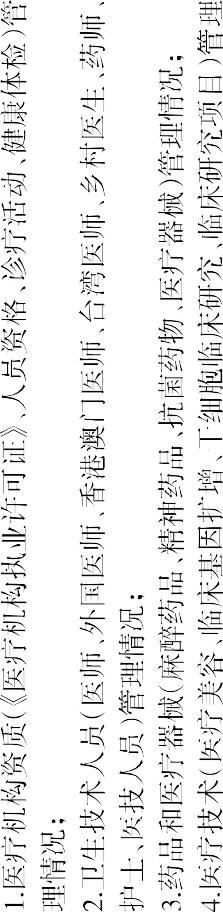 1.医疗机构资质(《医疗机构执业许可证》、人员资格、诊疗活动、健康体检)管
理情况;
2.卫生技术人员(医师、外国医师、香港澳门医师、台湾医师、乡村医生、药师、
护士、医技人员)管理情况;
3.药品和医疗器械(麻醉药品、精神药品、抗菌药物、医疗器械)管理情况;
4.医疗技术(医疗美容、临床基因扩增、干细胞临床研究、临床研究项目)管理